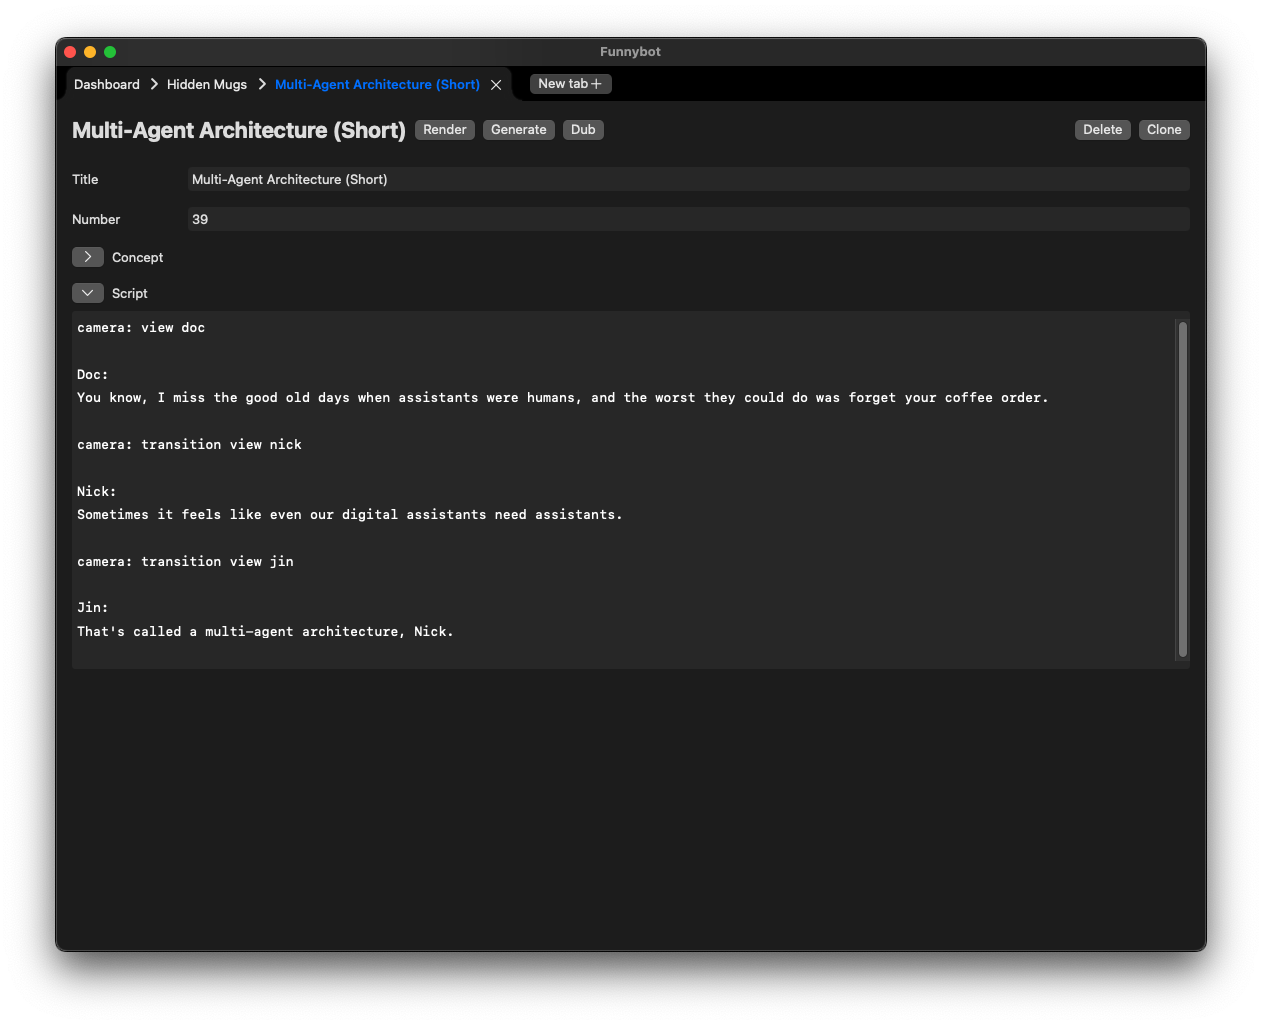 Funnybot
Dashboard > Hidden Mugs > Multi-Agent Architecture (Short) × New tab +
Multi-Agent Architecture (Short) Render Generate Dub Delete Clone
Title Multi-Agent Architecture (Short)
Number 39
Concept
Script
camera: view doc
Doc:
You know, I miss the good old days when assistants were humans, and the worst they could do was forget your coffee order.
camera: transition view nick
Nick:
Sometimes it feels like even our digital assistants need assistants.
camera: transition view jin
Jin:
That's called a multi-agent architecture, Nick.